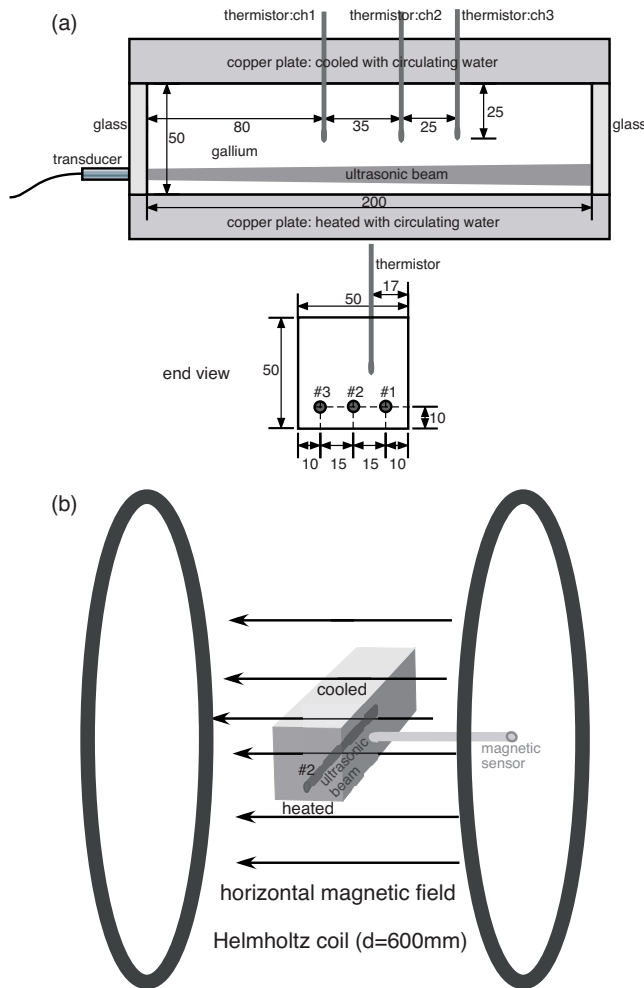 (a)
thermistor:ch1 thermistor:ch2 thermistor:ch3
copper plate: cooled with circulating water
glass
glass
80
35
25
25
50
gallium
transducer
ultrasonic beam
200
copper plate: heated with circulating water
thermistor
17
50
end view
50
#3 #2 #1
10
10 15 15 10
(b)
cooled
#2
ultrasonic
beam
magnetic
sensor
heated
horizontal magnetic field
Helmholtz coil (d=600mm)